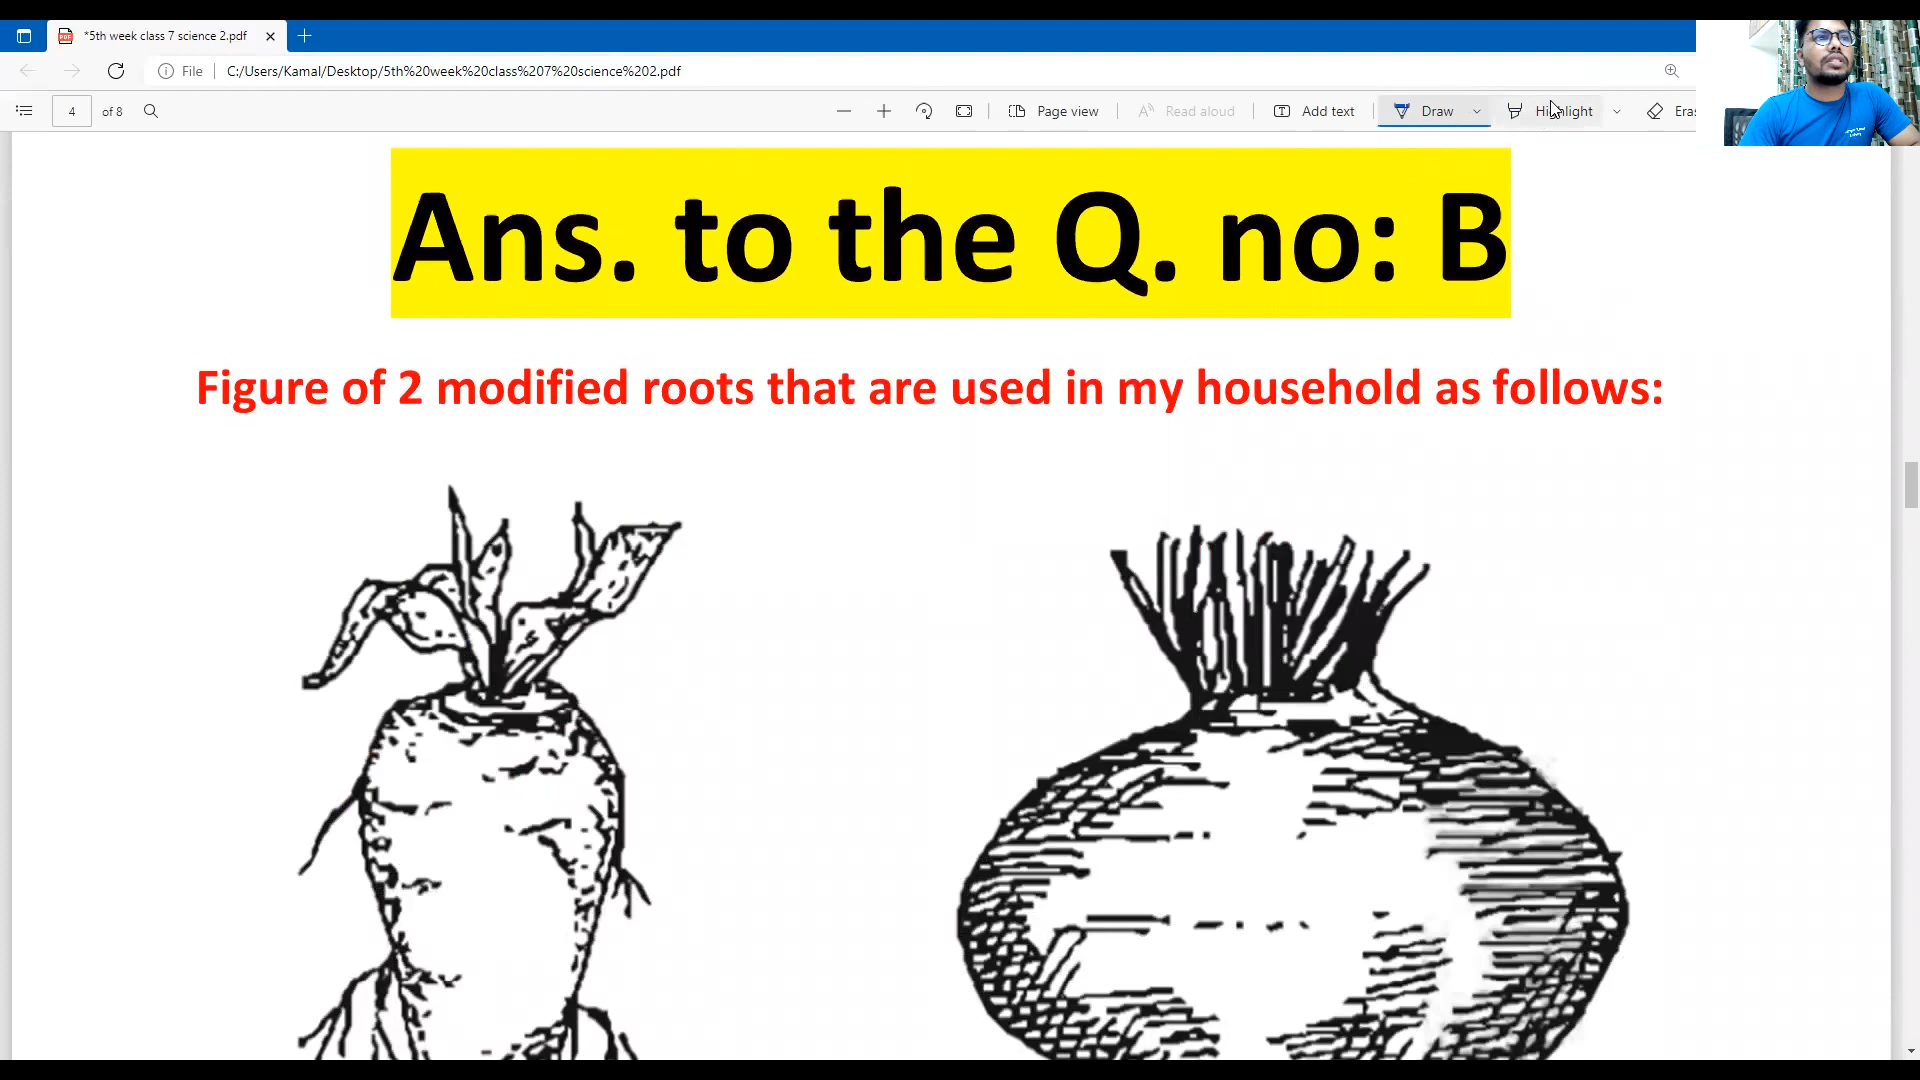 *5th week class 7 science 2.pdf
File
C:/Users/Kamal/Desktop/5th%20week%20class%207%20science%202.pdf
4 of 8
Page view
Read aloud
Add text
Draw
Highlight
Eras
Ans. to the Q. no: B
Figure of 2 modified roots that are used in my household as follows: